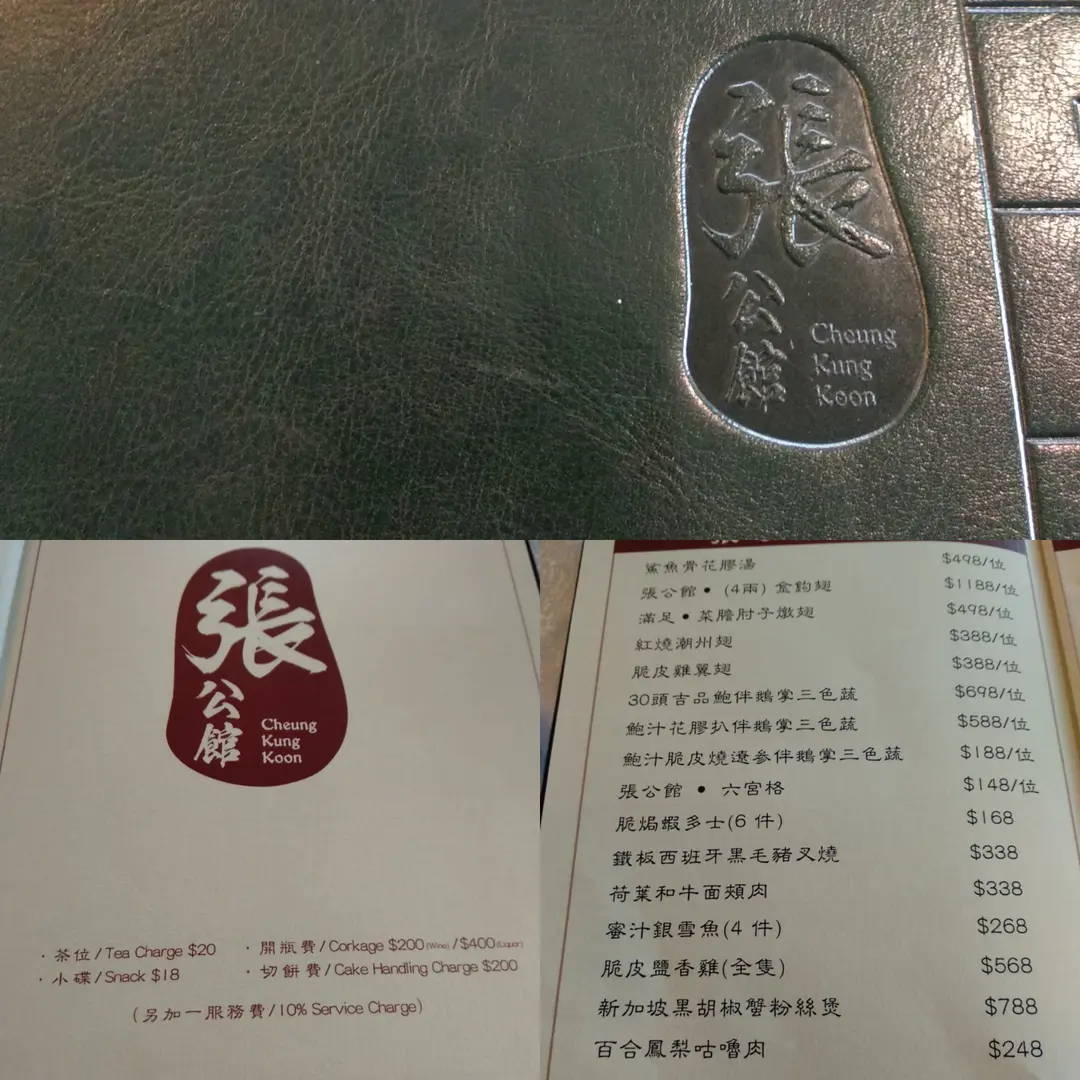 張
公
館
Cheung
Kung
Koon
張
公
館
Cheung
Kung
Koon
· 茶位/Tea Charge $20
· 開瓶費/Corkage $200(Wine)/$400(Liquor)
· 小碟/Snack $18
· 切餅費/Cake Handling Charge $200
(另加一服務費/10% Service Charge)
鯊魚骨花膠湯 $498/位
張公館 • (4兩) 金鈎翅 $1188/位
滿足 • 菜膽肘子燉翅 $498/位
紅燒潮州翅 $388/位
脆皮雞翼翅 $388/位
30頭吉品鮑伴鵝掌三色蔬 $698/位
鮑汁花膠扒伴鵝掌三色蔬 $588/位
鮑汁脆皮燒遼參伴鵝掌三色蔬 $188/位
張公館 • 六宮格 $148/位
脆焗蝦多士(6 件) $168
鐵板西班牙黑毛豬叉燒 $338
荷葉和牛面頰肉 $338
蜜汁銀雪魚(4 件) $268
脆皮鹽香雞(全隻) $568
新加坡黑胡椒蟹粉絲煲 $788
百合鳳梨咕嚕肉 $248